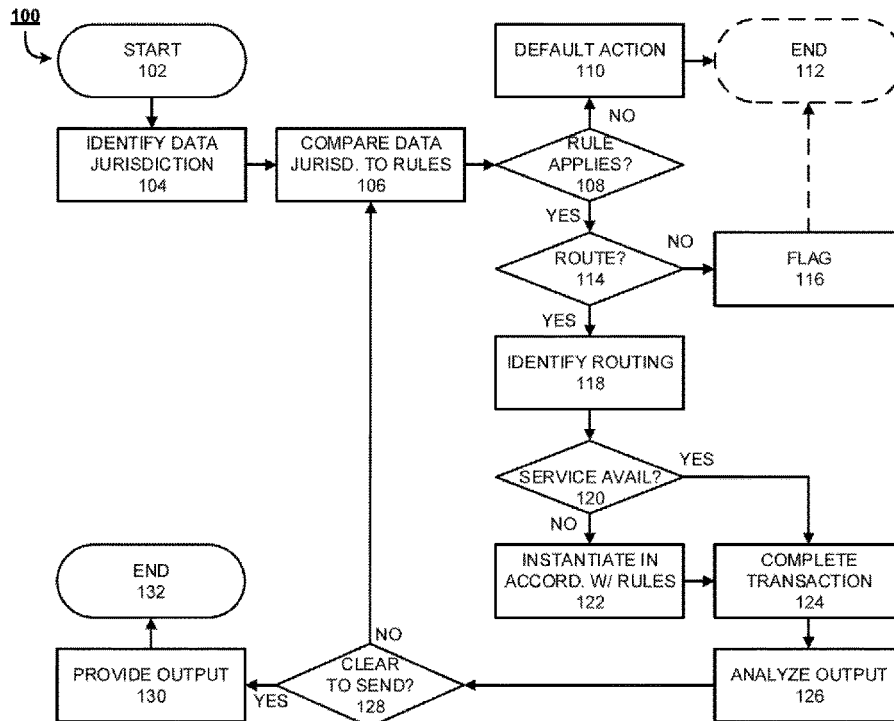 100
START
102
IDENTIFY DATA
JURISDICTION
104
COMPARE DATA
JURISD. TO RULES
106
RULE
APPLIES?
108
NO
DEFAULT ACTION
110
END
112
YES
ROUTE?
114
NO
FLAG
116
YES
IDENTIFY ROUTING
118
SERVICE AVAIL?
120
YES
NO
INSTANTIATE IN
ACCORD. W/ RULES
122
COMPLETE
TRANSACTION
124
ANALYZE OUTPUT
126
CLEAR
TO SEND?
128
NO
YES
PROVIDE OUTPUT
130
END
132